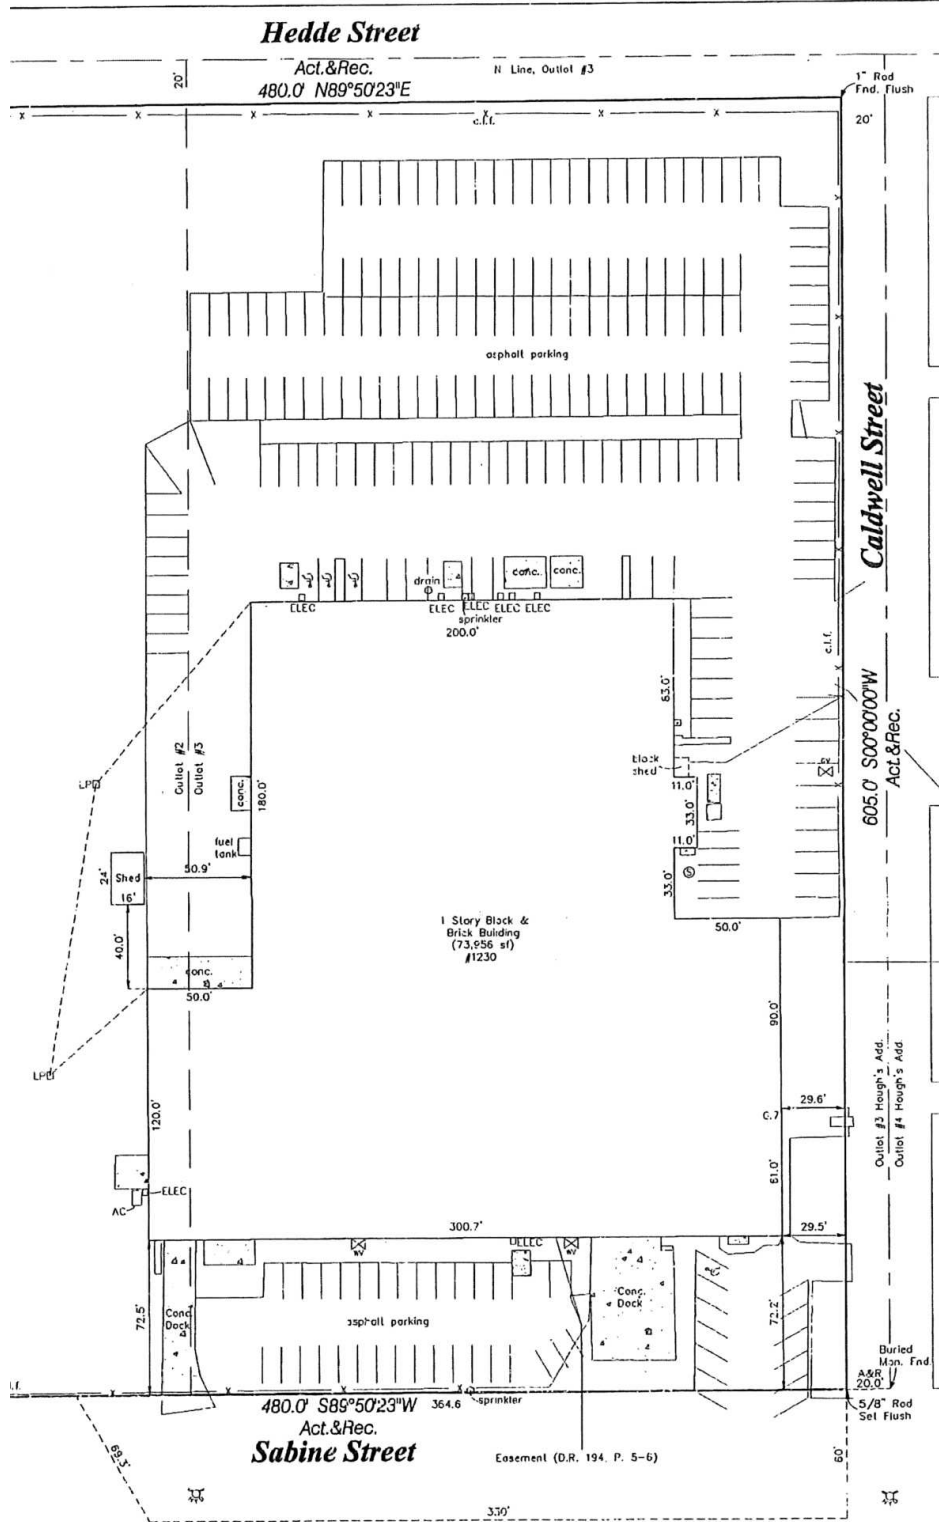 Hedde Street
Act.&Rec.
480.0' N89°50'23"E
N Line, Outlot #3
20'
1" Rod
Fnd. Flush
20'
c.l.f.
asphalt parking
Caldwell Street
605.0' S00°00'00"W
Act.&Rec.
c.l.f.
conc.
conc.
drain
ELEC
ELEC
ELEC
ELEC
ELEC
sprinkler
200.0'
83.0'
block
shed
11.0'
33.0'
11.0'
33.0'
S
50.0'
Outlot #2
Outlot #3
LP
conc.
180.0'
fuel
tank
24'
Shed
16'
50.9'
40.0'
conc.
50.0'
1 Story Block &
Brick Building
(73,956 sf)
#1230
90.0'
LP
120.0'
29.6'
61.0'
Outlot #3 Hough's Add.
Outlot #4 Hough's Add.
ELEC
AC
300.7'
29.5'
ELEC
WV
WV
72.5'
Conc.
Dock
asphalt parking
Conc.
Dock
72.2'
Buried
Mon. Fnd.
A&R
20.0'
5/8" Rod
Set Flush
480.0' S89°50'23"W
364.6
sprinkler
Act.&Rec.
Sabine Street
Easement (D.R. 194, P. 5-6)
69.3'
60'
330'